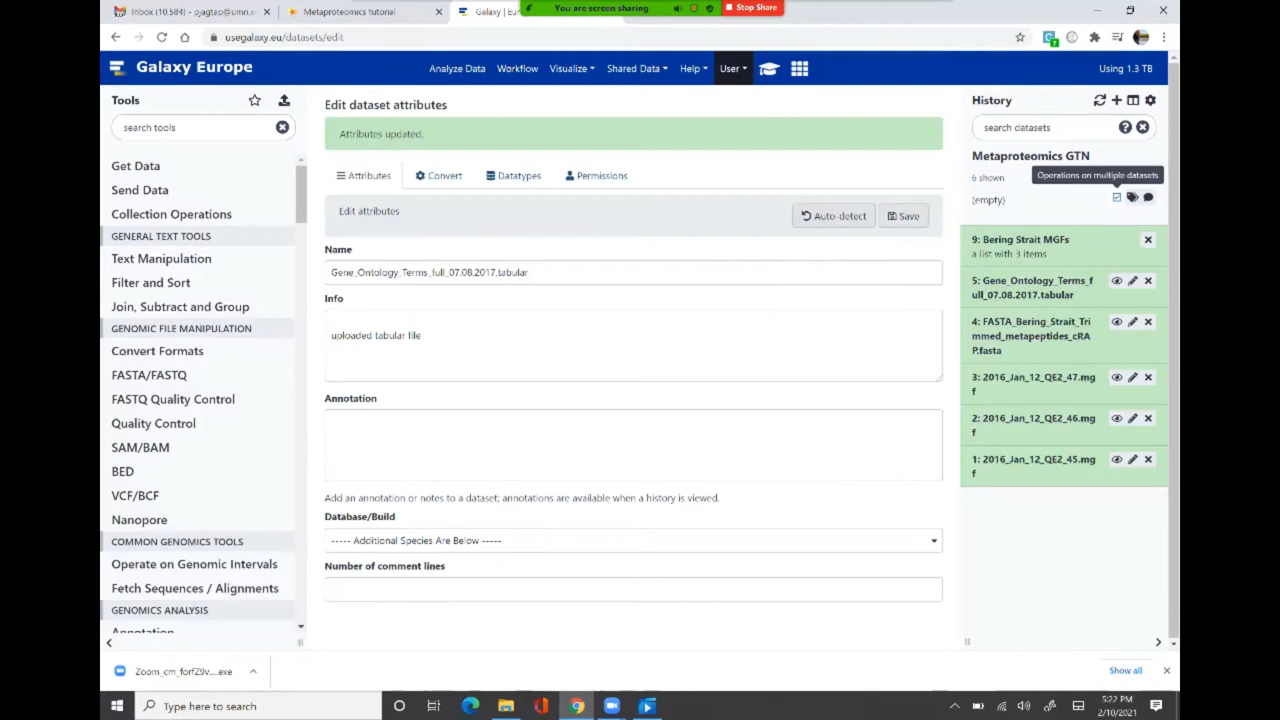 Inbox (10,584) - pjagtap@umn.e
Metaproteomics tutorial
Galaxy | Eu
You are screen sharing
Stop Share
usegalaxy.eu/datasets/edit
Galaxy Europe
Analyze Data
Workflow
Visualize
Shared Data
Help
User
Using 1.3 TB
Tools
search tools
Get Data
Send Data
Collection Operations
GENERAL TEXT TOOLS
Text Manipulation
Filter and Sort
Join, Subtract and Group
GENOMIC FILE MANIPULATION
Convert Formats
FASTA/FASTQ
FASTQ Quality Control
Quality Control
SAM/BAM
BED
VCF/BCF
Nanopore
COMMON GENOMICS TOOLS
Operate on Genomic Intervals
Fetch Sequences / Alignments
GENOMICS ANALYSIS
Annotation
Edit dataset attributes
Attributes updated.
Attributes
Convert
Datatypes
Permissions
Edit attributes
Auto-detect
Save
Name
Gene_Ontology_Terms_full_07.08.2017.tabular
Info
uploaded tabular file
Annotation
Add an annotation or notes to a dataset; annotations are available when a history is viewed.
Database/Build
----- Additional Species Are Below -----
Number of comment lines
History
search datasets
Metaproteomics GTN
6 shown
Operations on multiple datasets
(empty)
9: Bering Strait MGFs
a list with 3 items
5: Gene_Ontology_Terms_f
ull_07.08.2017.tabular
4: FASTA_Bering_Strait_Tri
mmed_metapeptides_cRA
P.fasta
3: 2016_Jan_12_QE2_47.mg
f
2: 2016_Jan_12_QE2_46.mg
f
1: 2016_Jan_12_QE2_45.mg
f
Zoom_cm_forfZ9v....exe
Show all
Type here to search
5:22 PM
2/10/2021